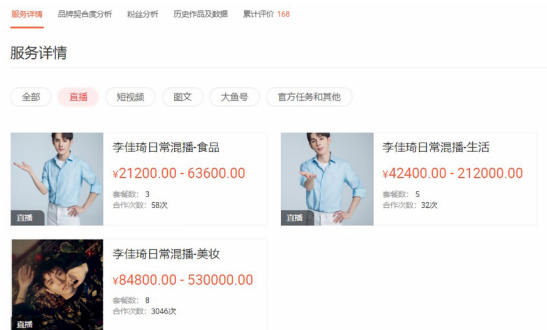 服务详情 品牌契合度分析 粉丝分析 历史作品及数据 累计评价 168
服务详情
全部 直播 短视频 图文 大鱼号 官方任务和其他
李佳琦日常混播-食品
¥21200.00 - 63600.00
套餐数： 3
合作次数：58次
直播
李佳琦日常混播-生活
¥42400.00 - 212000.00
套餐数： 5
合作次数：32次
直播
李佳琦日常混播-美妆
¥84800.00 - 530000.00
套餐数： 8
合作次数：3046次
直播